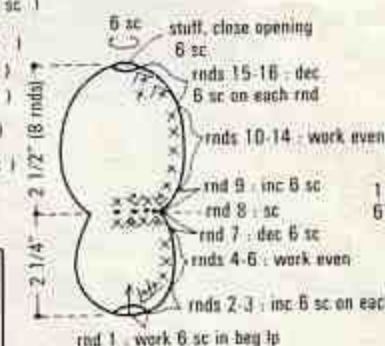 sc 1
)
)
)
)
6 sc
stuff, close opening
6 sc
rnds 15-16 : dec
6 sc on each rnd
rnds 10-14 : work even
rnd 9 : inc 6 sc
rnd 8 : sc
rnd 7 : dec 6 sc
rnds 4-6 : work even
rnds 2-3 : inc 6 sc on eac
rnd 1 : work 6 sc in beg lp
2 1/2" (8 rnds)
2 1/4"
1
6